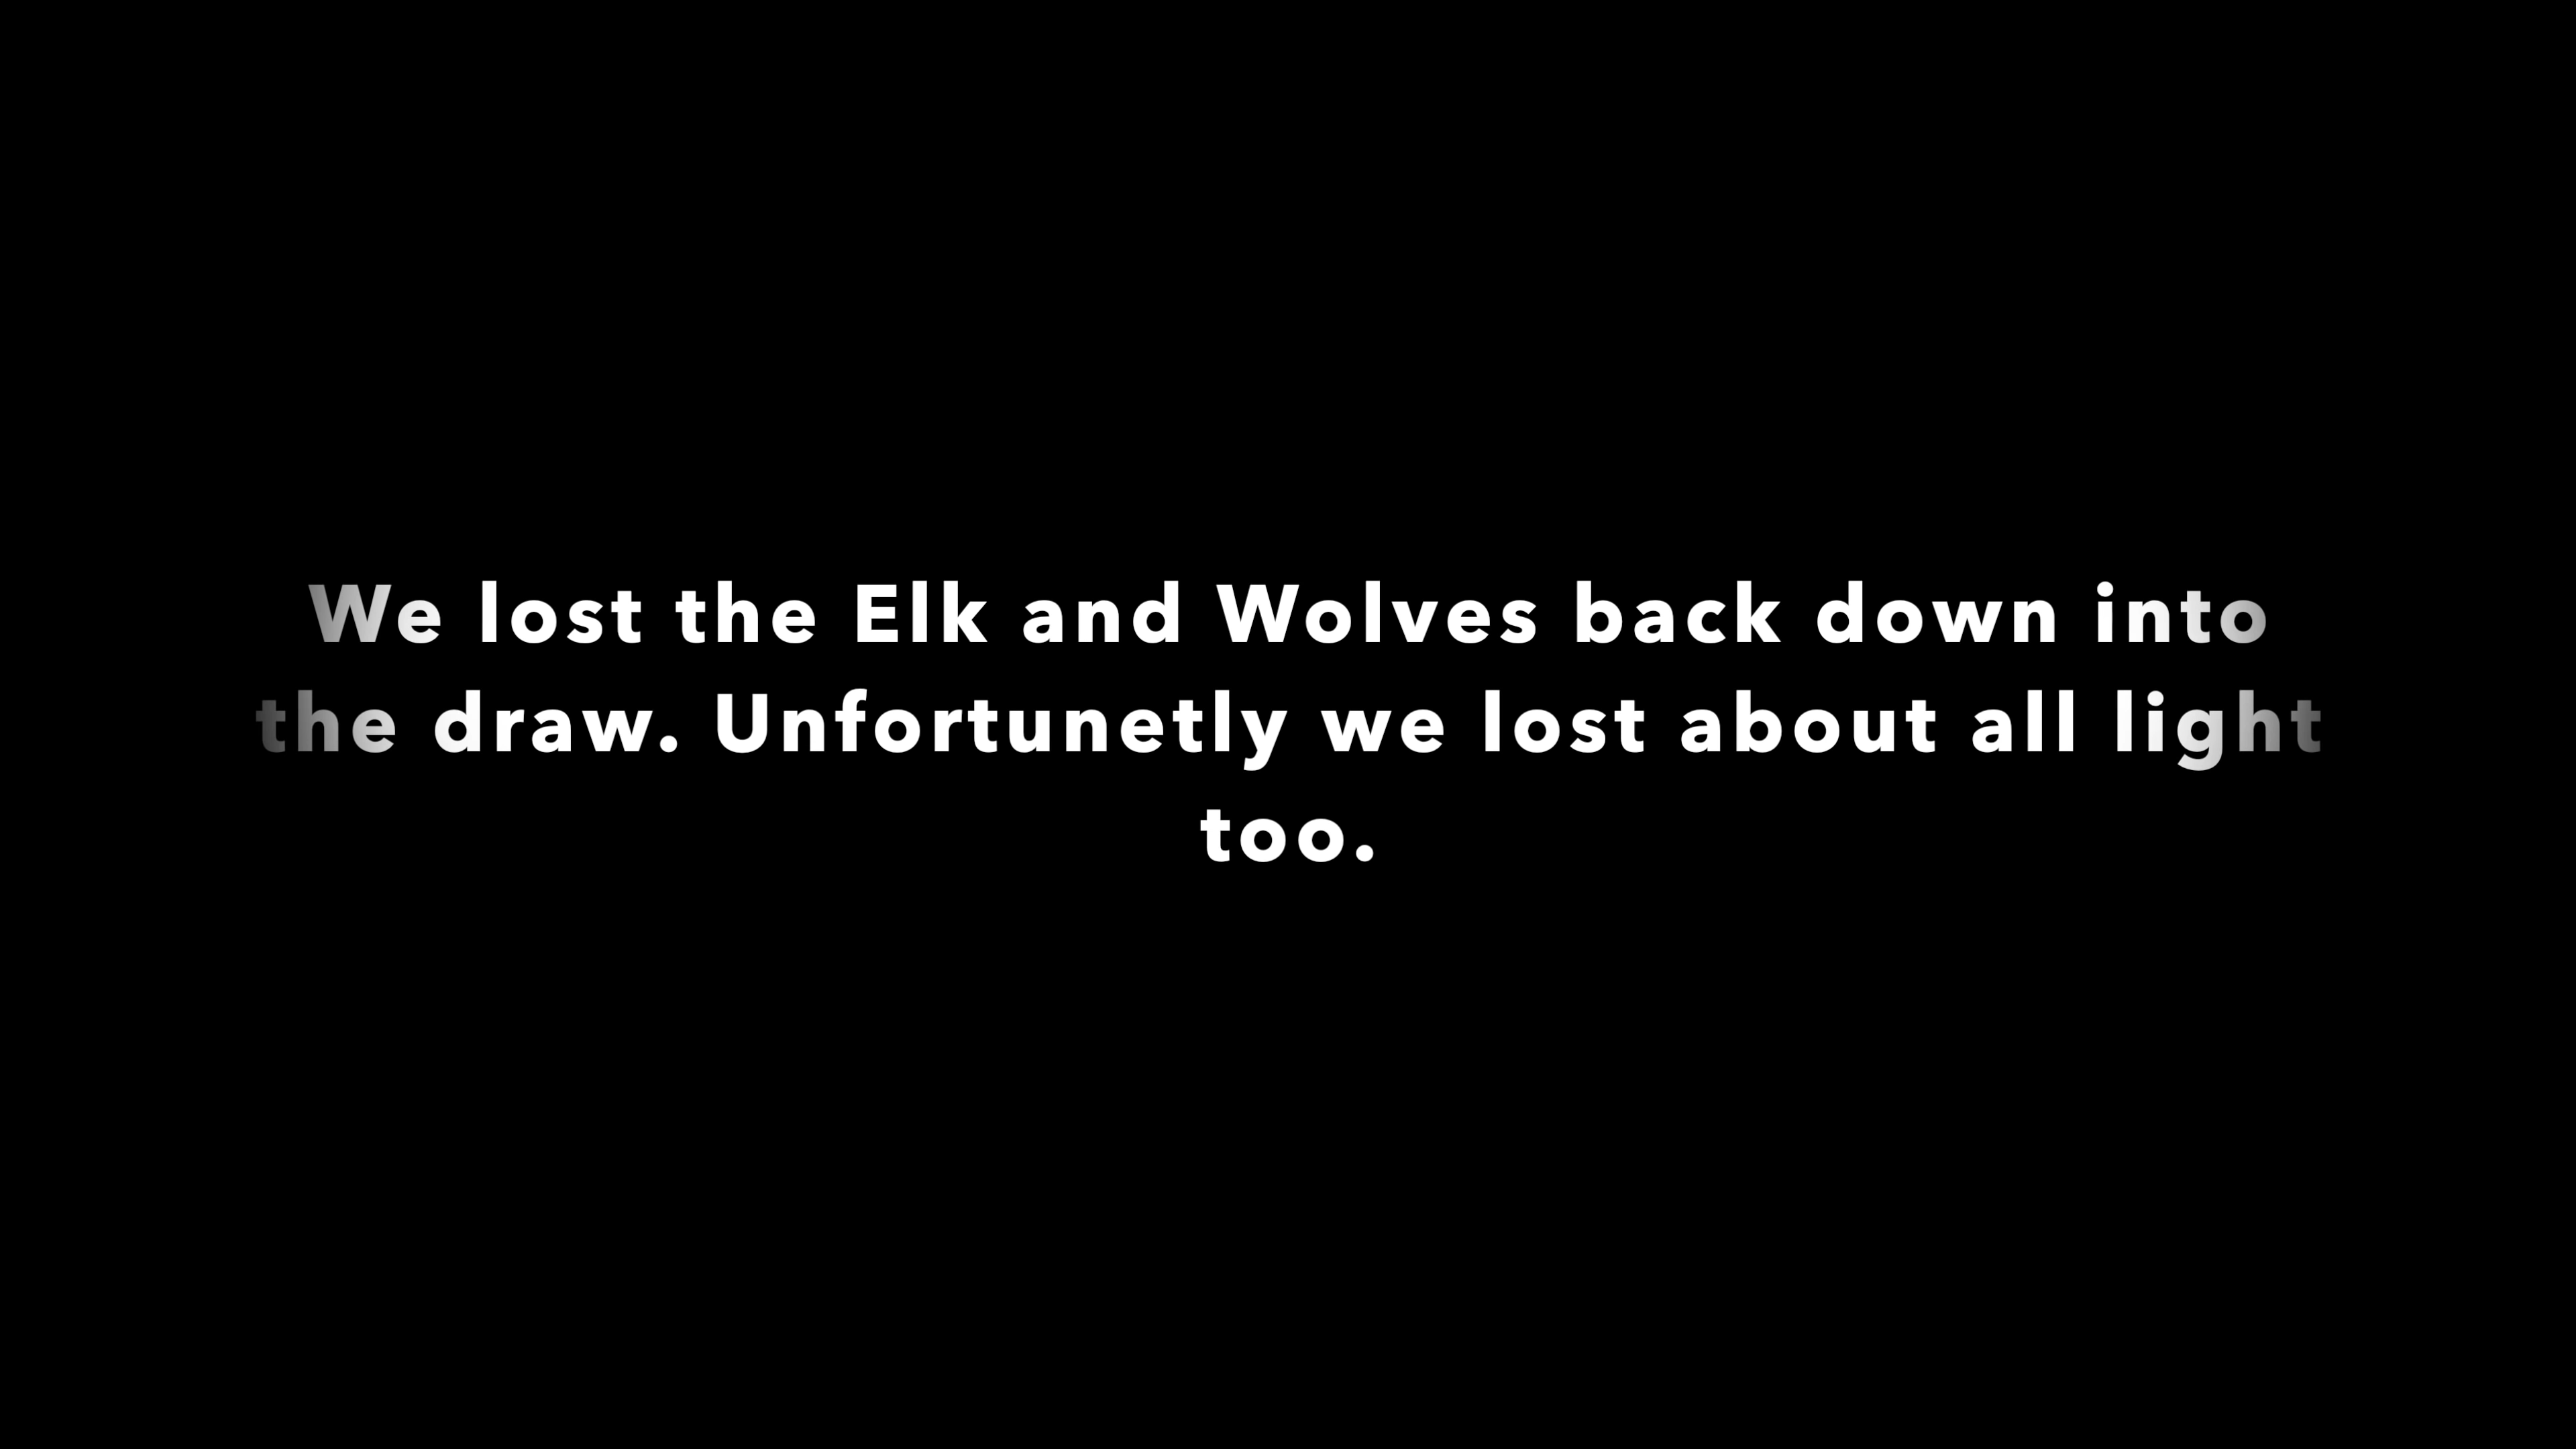 We lost the Elk and Wolves back down into
the draw. Unfortunetly we lost about all light
too.